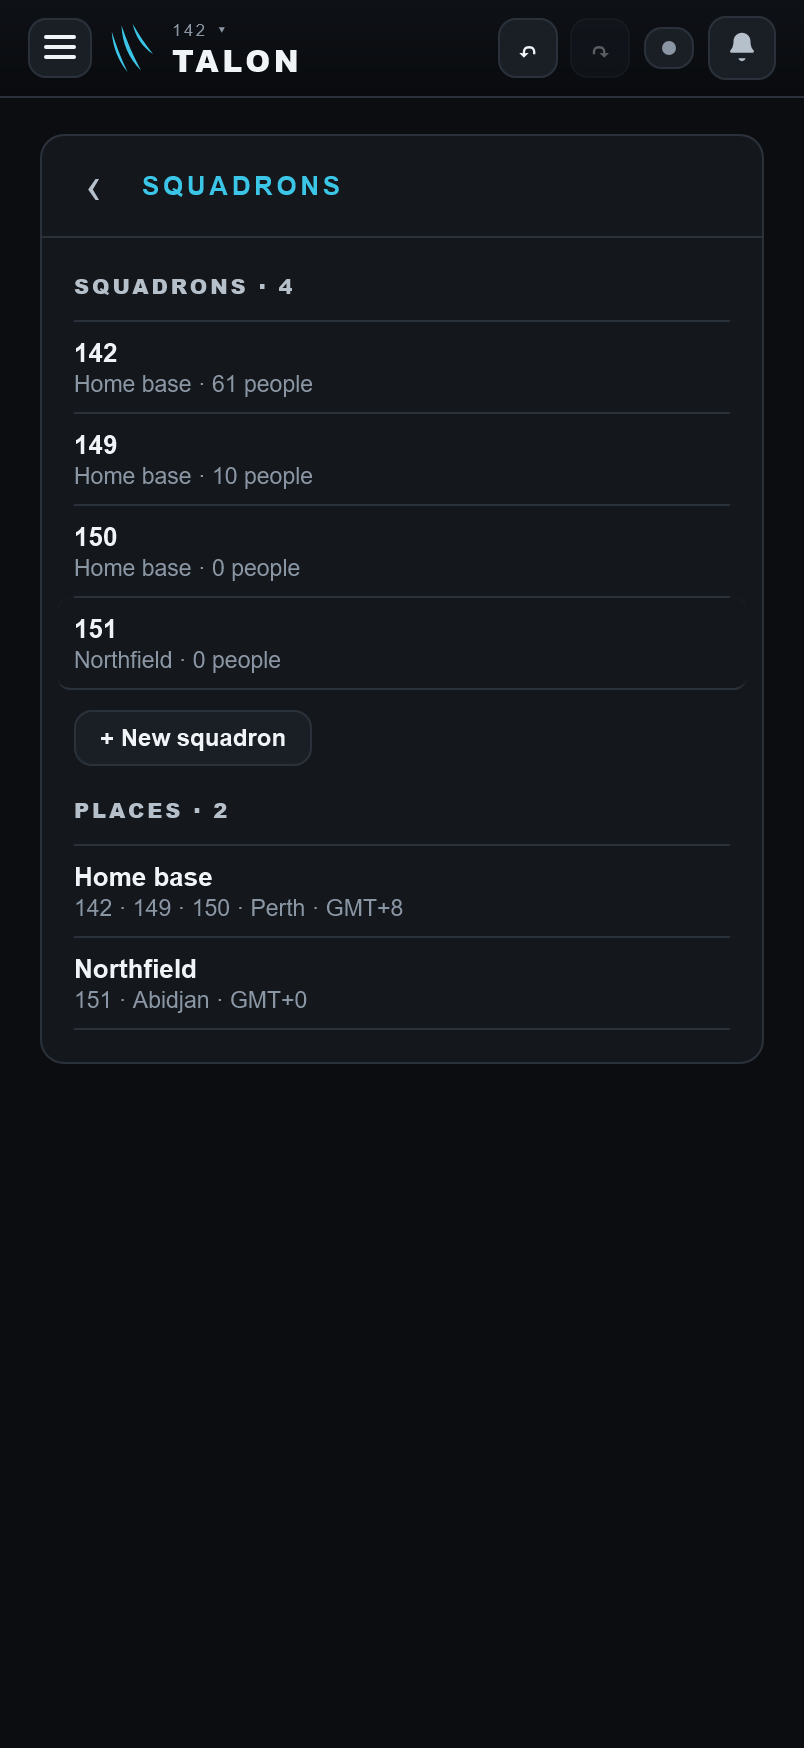 142 ▾
TALON
SQUADRONS
SQUADRONS · 4
142
Home base · 61 people
149
Home base · 10 people
150
Home base · 0 people
151
Northfield · 0 people
+ New squadron
PLACES · 2
Home base
142 · 149 · 150 · Perth · GMT+8
Northfield
151 · Abidjan · GMT+0